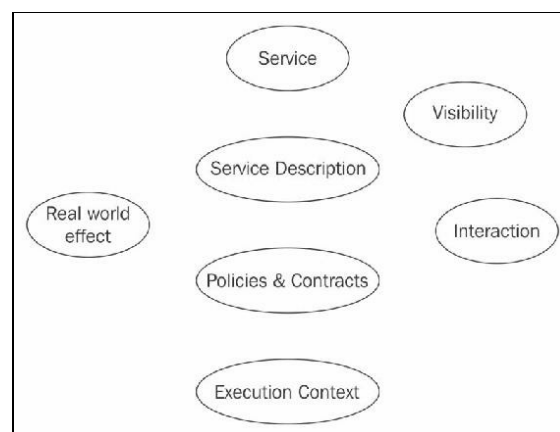 Service
Visibility
Service Description
Real world
effect
Interaction
Policies & Contracts
Execution Context